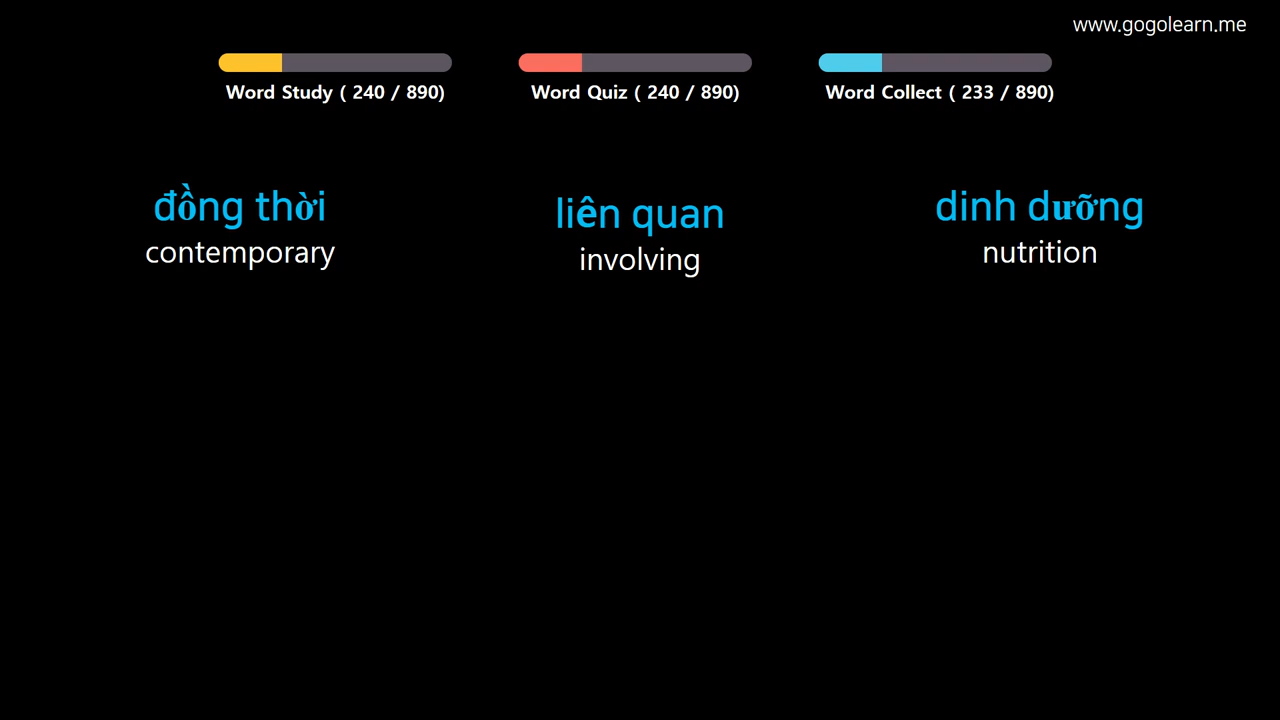 www.gogolearn.me
Word Study ( 240 / 890)
Word Quiz ( 240 / 890)
Word Collect ( 233 / 890)
đồng thời
contemporary
liên quan
involving
dinh dưỡng
nutrition